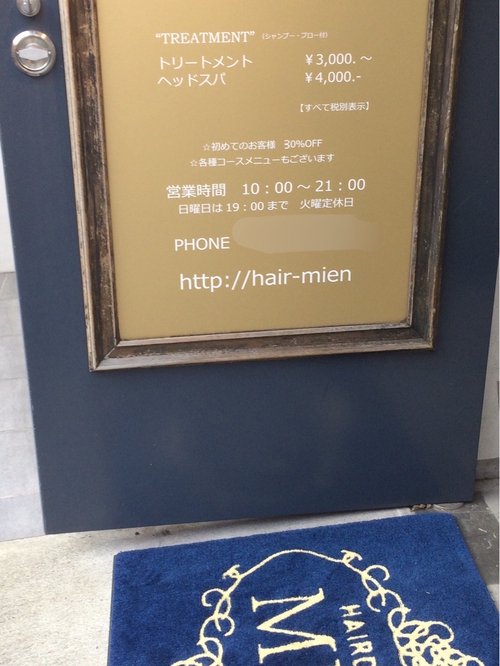 "TREATMENT" (シャンプー・ブロー付)
トリートメント ¥3,000.~
ヘッドスパ ¥4,000.-
【すべて税別表示】
☆初めてのお客様 30%OFF
☆各種コースメニューもございます
営業時間 10:00~21:00
日曜日は19:00まで 火曜定休日
PHONE
http://hair-mien